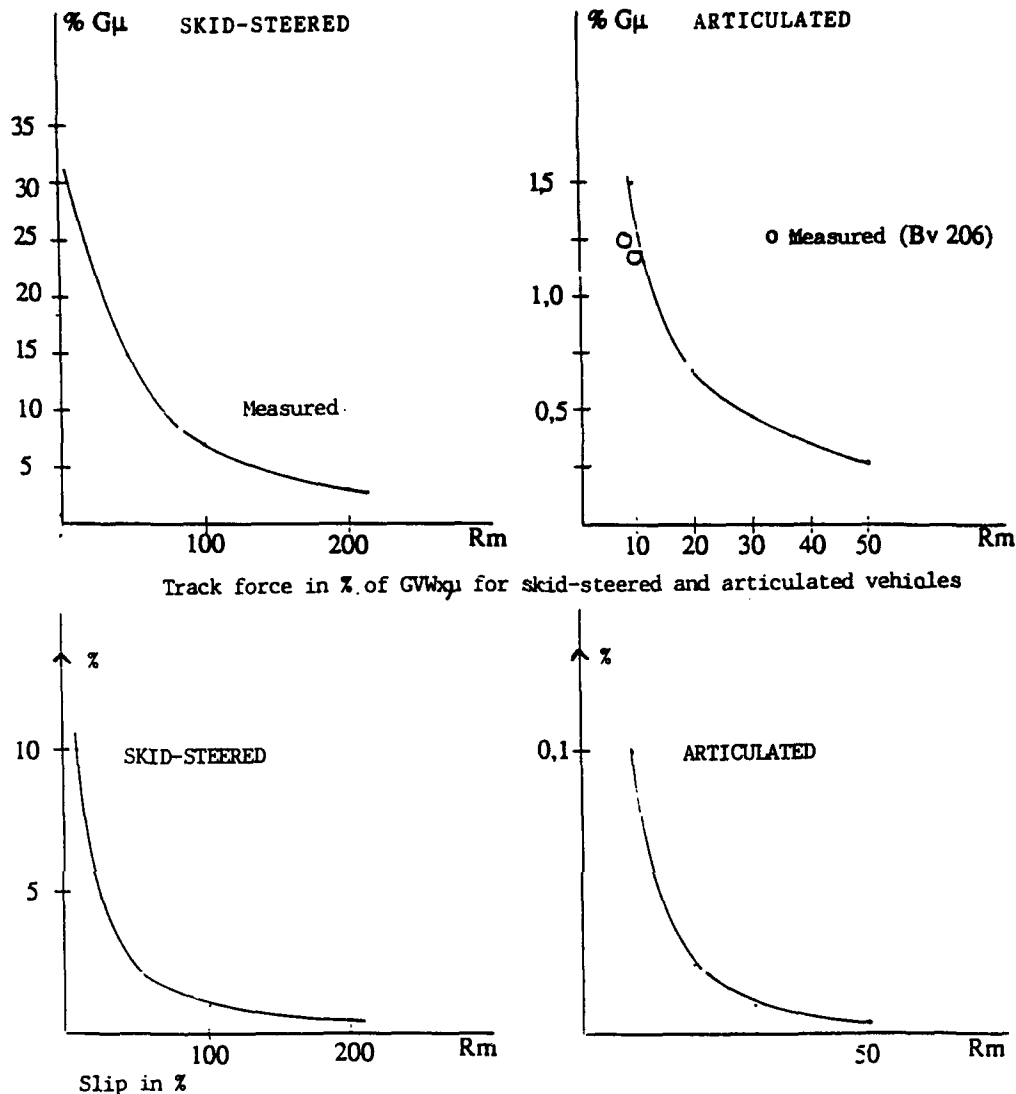 % Gµ SKID-STEERED
35
30
25
20
15
10
5
Measured
100
200
Rm
% Gµ ARTICULATED
1,5
1,0
0,5
o Measured (Bv 206)
10
20
30
40
50
Rm
Track force in % of GVWxµ for skid-steered and articulated vehioles
%
10
5
SKID-STEERED
100
200
Rm
Slip in %
%
0,1
ARTICULATED
50
Rm